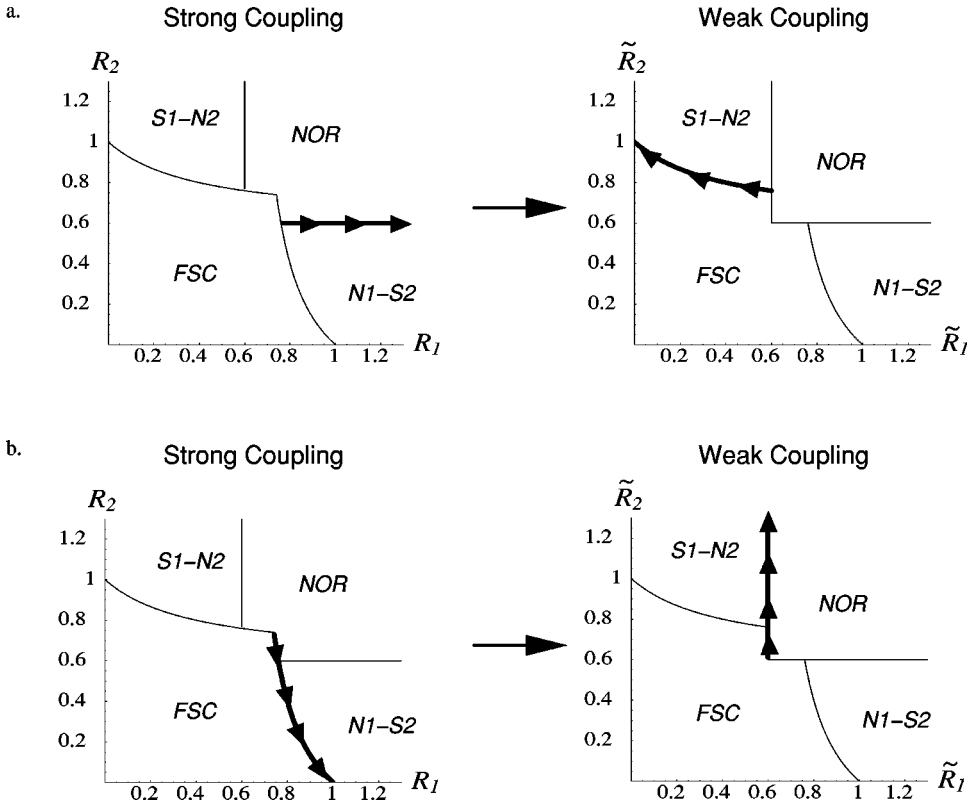 a.
Strong Coupling
Weak Coupling
R2
R̃2
1.2
1
0.8
0.6
0.4
0.2
S1–N2
NOR
FSC
N1–S2
0.2 0.4 0.6 0.8 1 1.2
R1
1.2
1
0.8
0.6
0.4
0.2
S1–N2
NOR
FSC
N1–S2
0.2 0.4 0.6 0.8 1 1.2
R̃1
b.
Strong Coupling
Weak Coupling
R2
R̃2
1.2
1
0.8
0.6
0.4
0.2
S1–N2
NOR
FSC
N1–S2
0.2 0.4 0.6 0.8 1 1.2
R1
1.2
1
0.8
0.6
0.4
0.2
S1–N2
NOR
FSC
N1–S2
0.2 0.4 0.6 0.8 1 1.2
R̃1